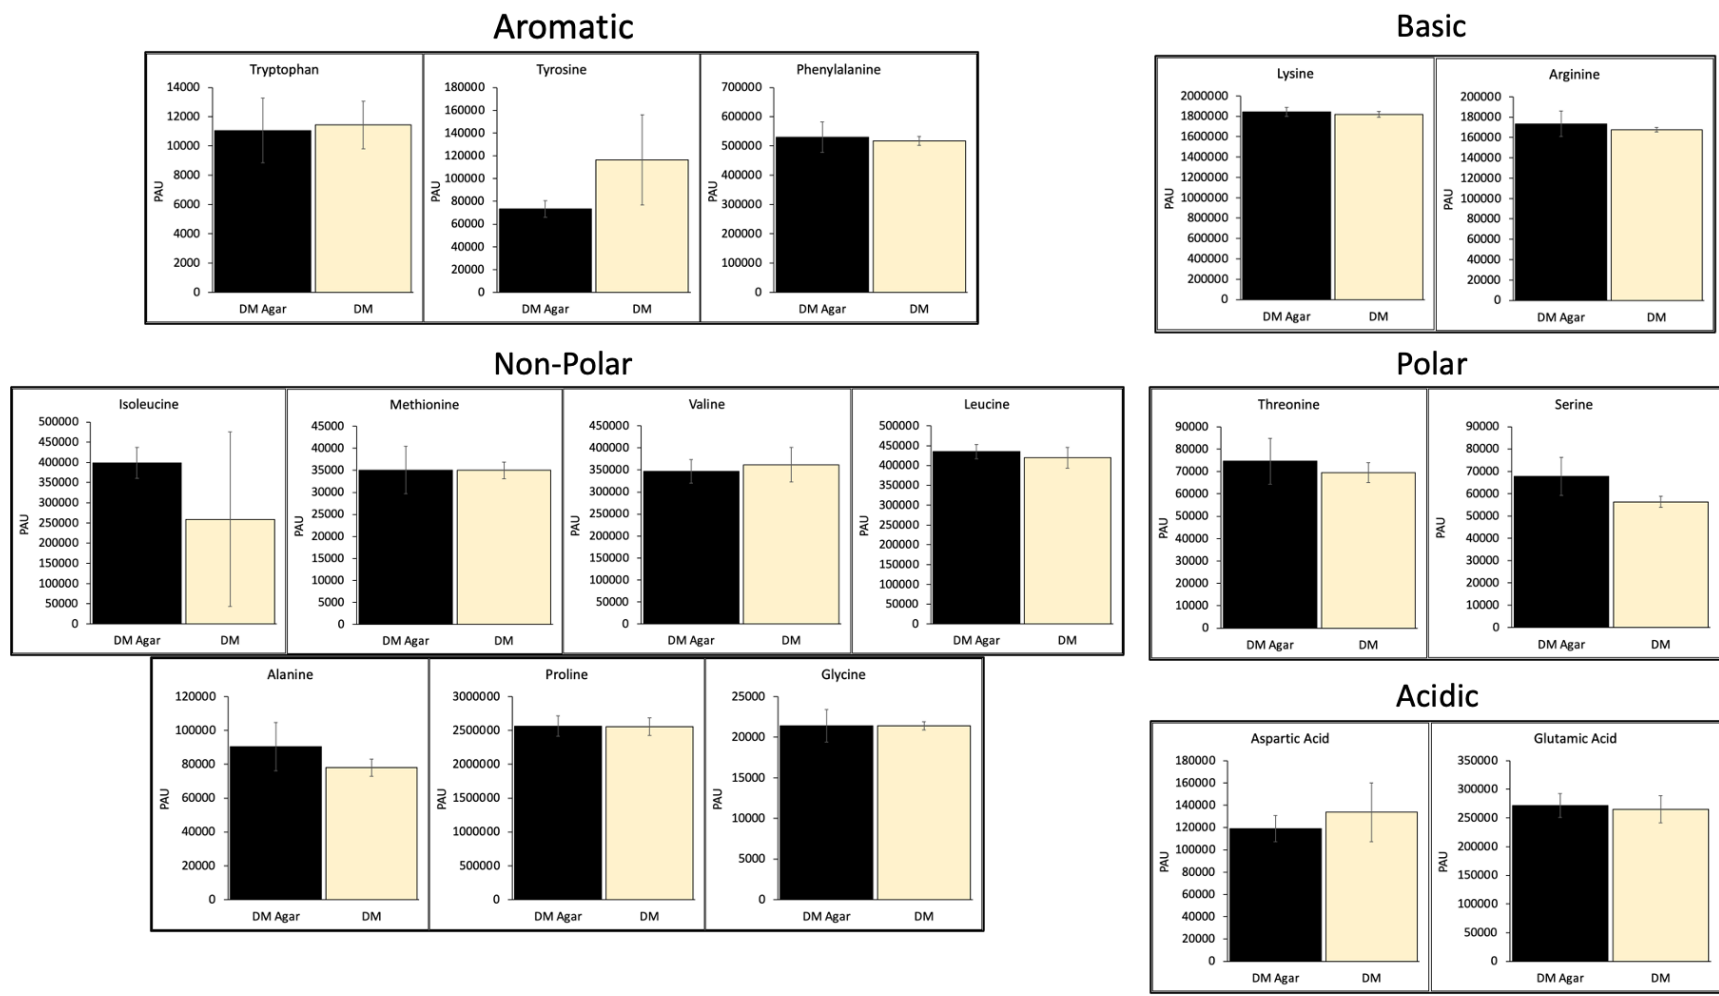 Aromatic
Tryptophan
14000
12000
10000
8000
6000
4000
2000
0
PAU
DM Agar DM
Tyrosine
180000
160000
140000
120000
100000
80000
60000
40000
20000
0
PAU
DM Agar DM
Phenylalanine
700000
600000
500000
400000
300000
200000
100000
0
PAU
DM Agar DM
Basic
Lysine
2000000
1800000
1600000
1400000
1200000
1000000
800000
600000
400000
200000
0
PAU
DM Agar DM
Arginine
200000
180000
160000
140000
120000
100000
80000
60000
40000
20000
0
PAU
DM Agar DM
Non-Polar
Isoleucine
500000
450000
400000
350000
300000
250000
200000
150000
100000
50000
0
PAU
DM Agar DM
Methionine
45000
40000
35000
30000
25000
20000
15000
10000
5000
0
PAU
DM Agar DM
Valine
450000
400000
350000
300000
250000
200000
150000
100000
50000
0
PAU
DM Agar DM
Leucine
500000
450000
400000
350000
300000
250000
200000
150000
100000
50000
0
PAU
DM Agar DM
Alanine
120000
100000
80000
60000
40000
20000
0
PAU
DM Agar DM
Proline
3000000
2500000
2000000
1500000
1000000
500000
0
PAU
DM Agar DM
Glycine
25000
20000
15000
10000
5000
0
PAU
DM Agar DM
Polar
Threonine
90000
80000
70000
60000
50000
40000
30000
20000
10000
0
PAU
DM Agar DM
Serine
90000
80000
70000
60000
50000
40000
30000
20000
10000
0
PAU
DM Agar DM
Acidic
Aspartic Acid
180000
160000
140000
120000
100000
80000
60000
40000
20000
0
PAU
DM Agar DM
Glutamic Acid
350000
300000
250000
200000
150000
100000
50000
0
PAU
DM Agar DM